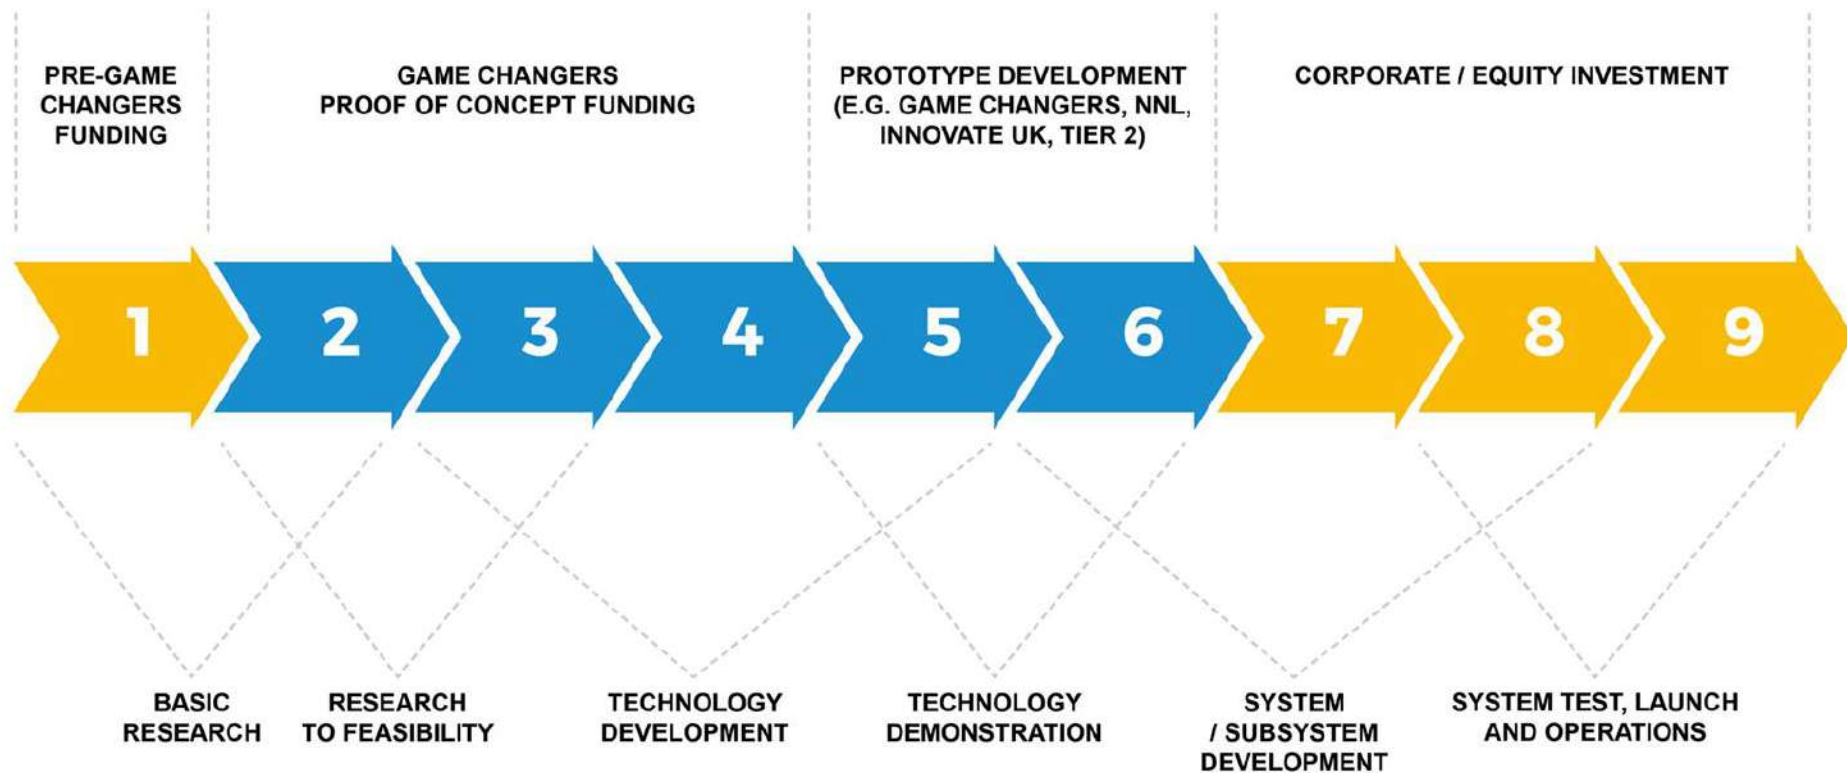 PRE-GAME
CHANGERS
FUNDING
GAME CHANGERS
PROOF OF CONCEPT FUNDING
PROTOTYPE DEVELOPMENT
(E.G. GAME CHANGERS, NNL,
INNOVATE UK, TIER 2)
CORPORATE / EQUITY INVESTMENT
1 2 3 4 5 6 7 8 9
BASIC
RESEARCH
RESEARCH
TO FEASIBILITY
TECHNOLOGY
DEVELOPMENT
TECHNOLOGY
DEMONSTRATION
SYSTEM
/ SUBSYSTEM
DEVELOPMENT
SYSTEM TEST, LAUNCH
AND OPERATIONS